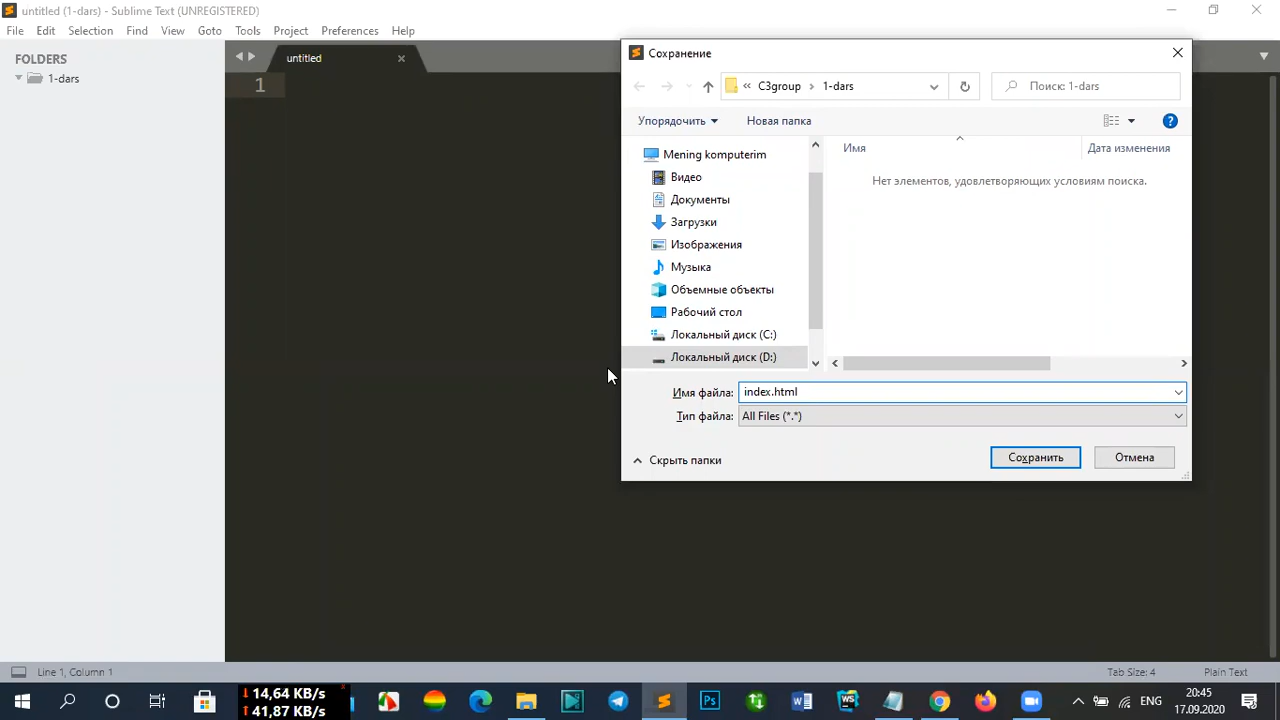 untitled (1-dars) - Sublime Text (UNREGISTERED)
File Edit Selection Find View Goto Tools Project Preferences Help
FOLDERS
1-dars
untitled
1
Сохранение
« C3group › 1-dars
Поиск: 1-dars
Упорядочить
Новая папка
Mening komputerim
Видео
Документы
Загрузки
Изображения
Музыка
Объемные объекты
Рабочий стол
Локальный диск (C:)
Локальный диск (D:)
Имя
Дата изменения
Нет элементов, удовлетворяющих условиям поиска.
Имя файла: index.html
Тип файла: All Files (*.*)
Скрыть папки
Сохранить
Отмена
Line 1, Column 1
Tab Size: 4
Plain Text
14,64 KB/s
41,87 KB/s
ENG
20:45
17.09.2020